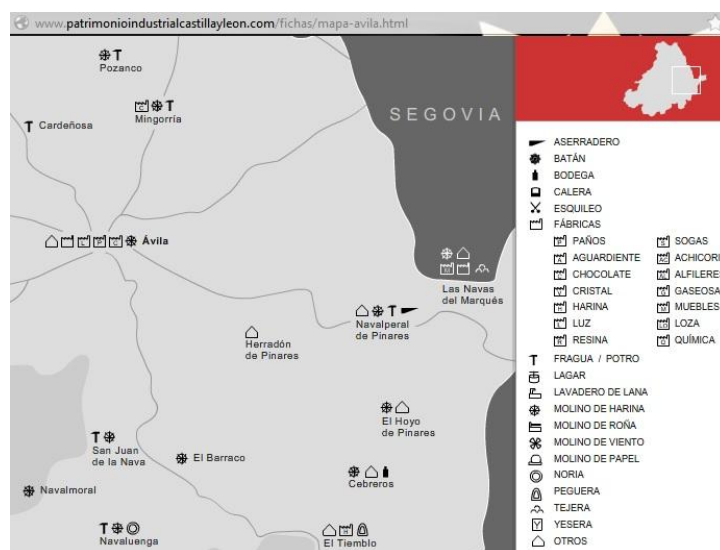 www.patrimonioindustrialcastillayleon.com/fichas/mapa-avila.html
SEGOVIA
Pozanco
Mingorría
Cardeñosa
Ávila
Las Navas
del Marqués
Navalperal
de Pinares
Herradón
de Pinares
El Hoyo
de Pinares
San Juan
de la Nava
El Barraco
Cebreros
Navalmoral
Navaluenga
El Tiemblo
ASERRADERO
BATÁN
BODEGA
CALERA
ESQUILEO
FÁBRICAS
PAÑOS
SOGAS
AGUARDIENTE
ACHICORI
CHOCOLATE
ALFILERE
CRISTAL
GASEOSA
HARINA
MUEBLES
LUZ
LOZA
RESINA
QUÍMICA
FRAGUA / POTRO
LAGAR
LAVADERO DE LANA
MOLINO DE HARINA
MOLINO DE ROÑA
MOLINO DE VIENTO
MOLINO DE PAPEL
NORIA
PEGUERA
TEJERA
YESERA
OTROS